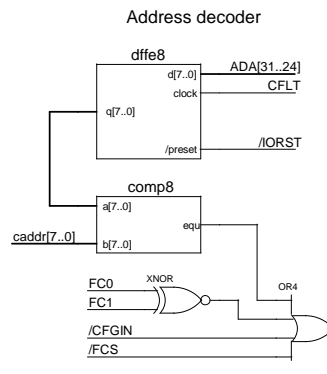 Address decoder
dffe8
d[7..0]
ADA[31..24]
clock
CFLT
q[7..0]
/preset
/IORST
comp8
a[7..0]
equ
caddr[7..0]
b[7..0]
XNOR
OR4
FC0
FC1
/CFGIN
/FCS